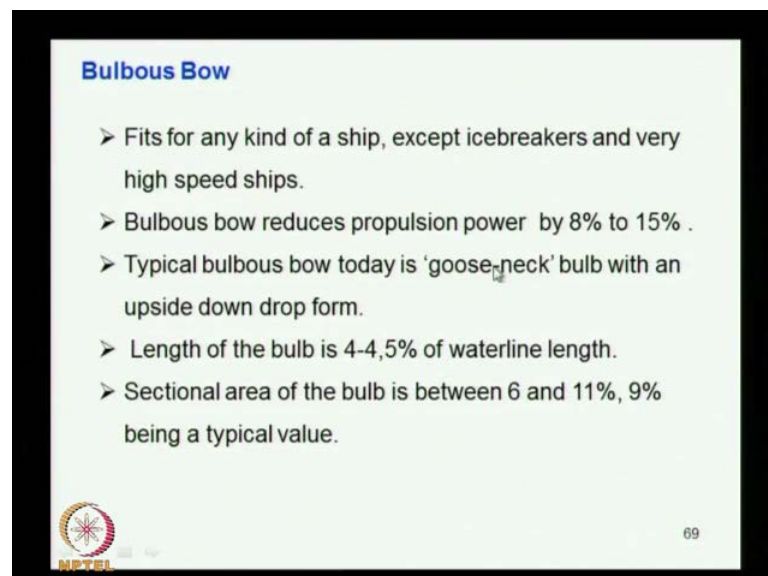 Bulbous Bow
➢ Fits for any kind of a ship, except icebreakers and very
high speed ships.
➢ Bulbous bow reduces propulsion power by 8% to 15% .
➢ Typical bulbous bow today is ‘goose-neck’ bulb with an
upside down drop form.
➢ Length of the bulb is 4-4,5% of waterline length.
➢ Sectional area of the bulb is between 6 and 11%, 9%
being a typical value.
69
NPTEL